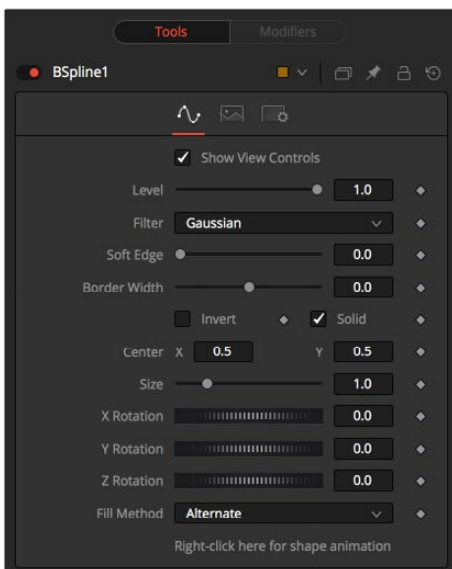 Tools Modifiers
BSpline1
Show View Controls
Level 1.0
Filter Gaussian
Soft Edge 0.0
Border Width 0.0
Invert Solid
Center X 0.5 Y 0.5
Size 1.0
X Rotation 0.0
Y Rotation 0.0
Z Rotation 0.0
Fill Method Alternate
Right-click here for shape animation